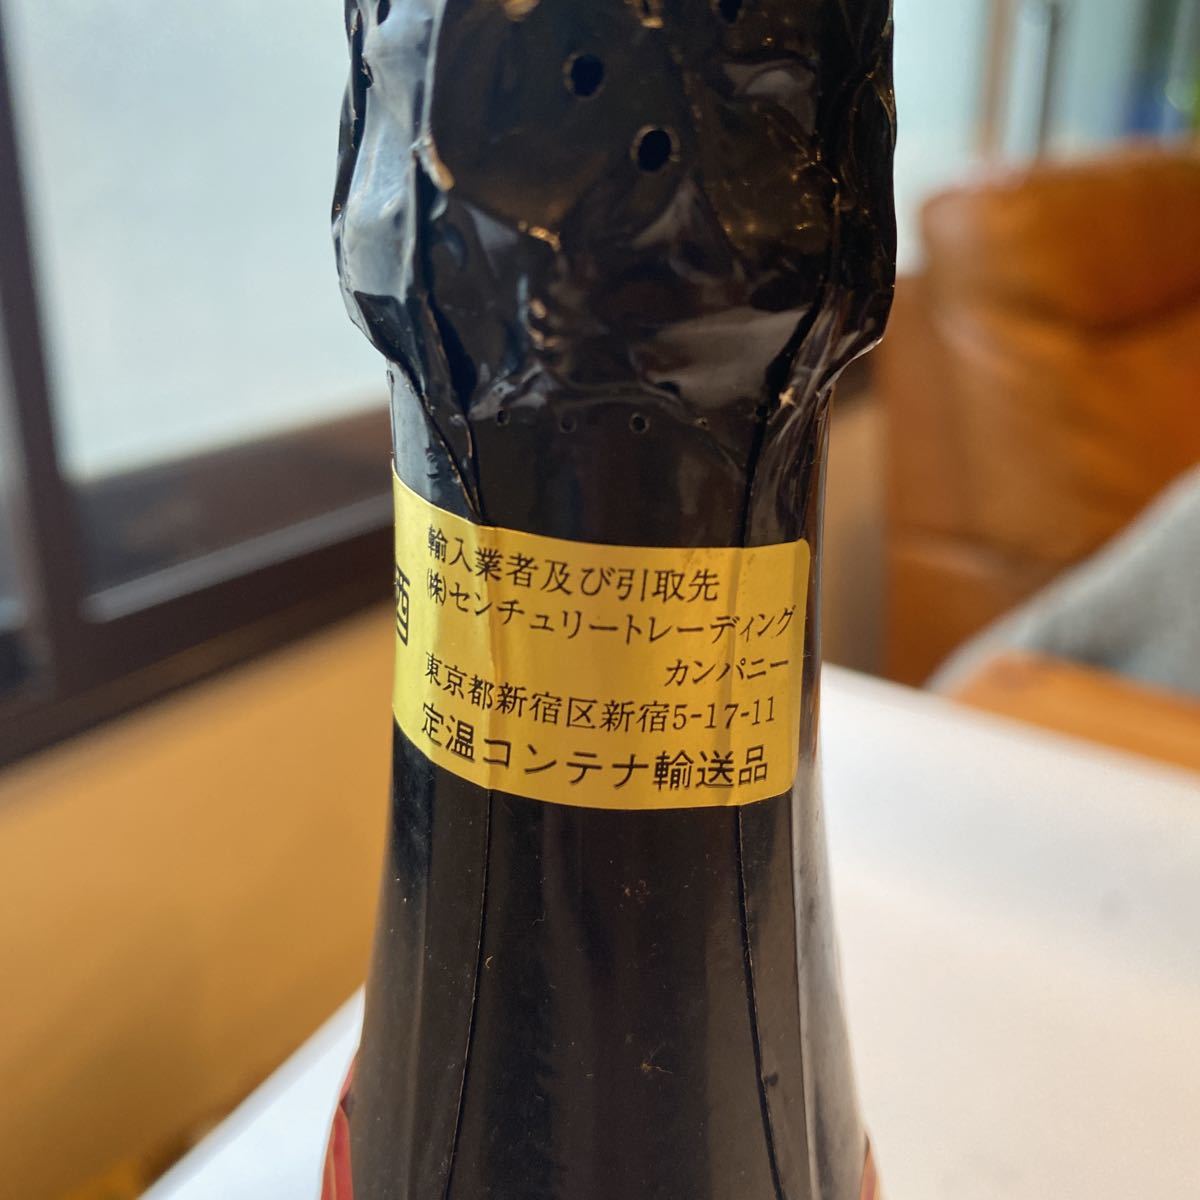 輸入業者及び引取先
(株)センチュリートレーディング
カンパニー
東京都新宿区新宿5-17-11
定温コンテナ輸送品
酒